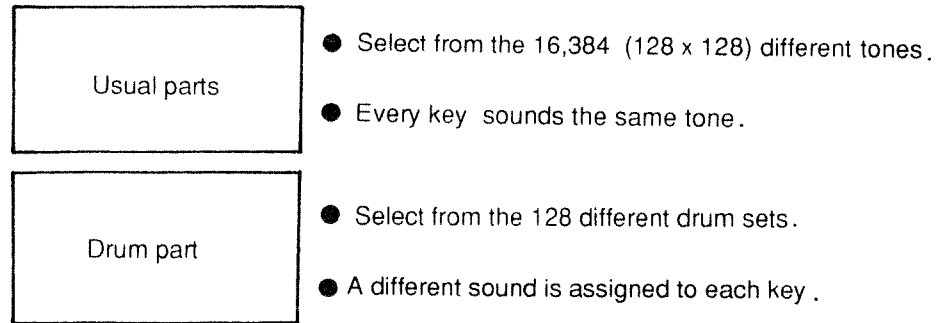 Usual parts
● Select from the 16,384 (128 x 128) different tones.
● Every key sounds the same tone.
Drum part
● Select from the 128 different drum sets.
● A different sound is assigned to each key.